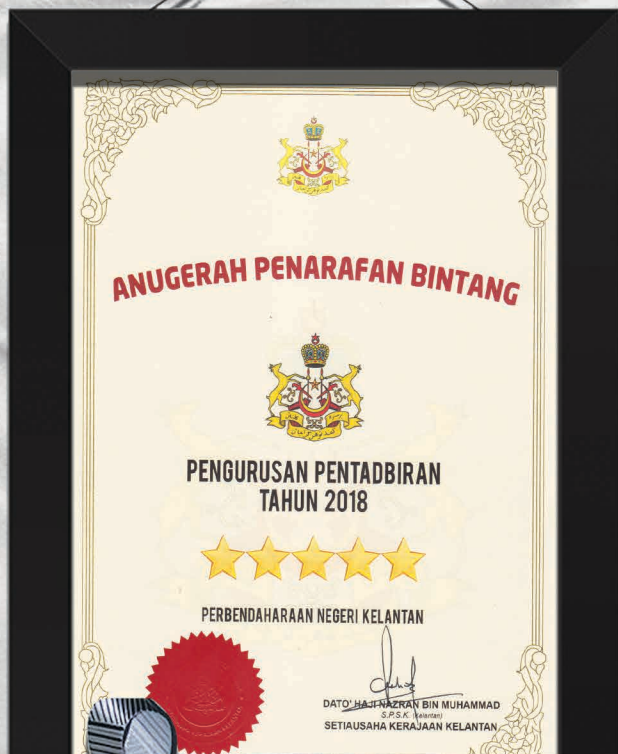 ANUGERAH PENARAFAN BINTANG
PENGURUSAN PENTADBIRAN
TAHUN 2018
PERBENDAHARAAN NEGERI KELANTAN
DATO' HAJI NAZRAN BIN MUHAMMAD
S.P.S.K. (Kelantan)
SETIAUSAHA KERAJAAN KELANTAN